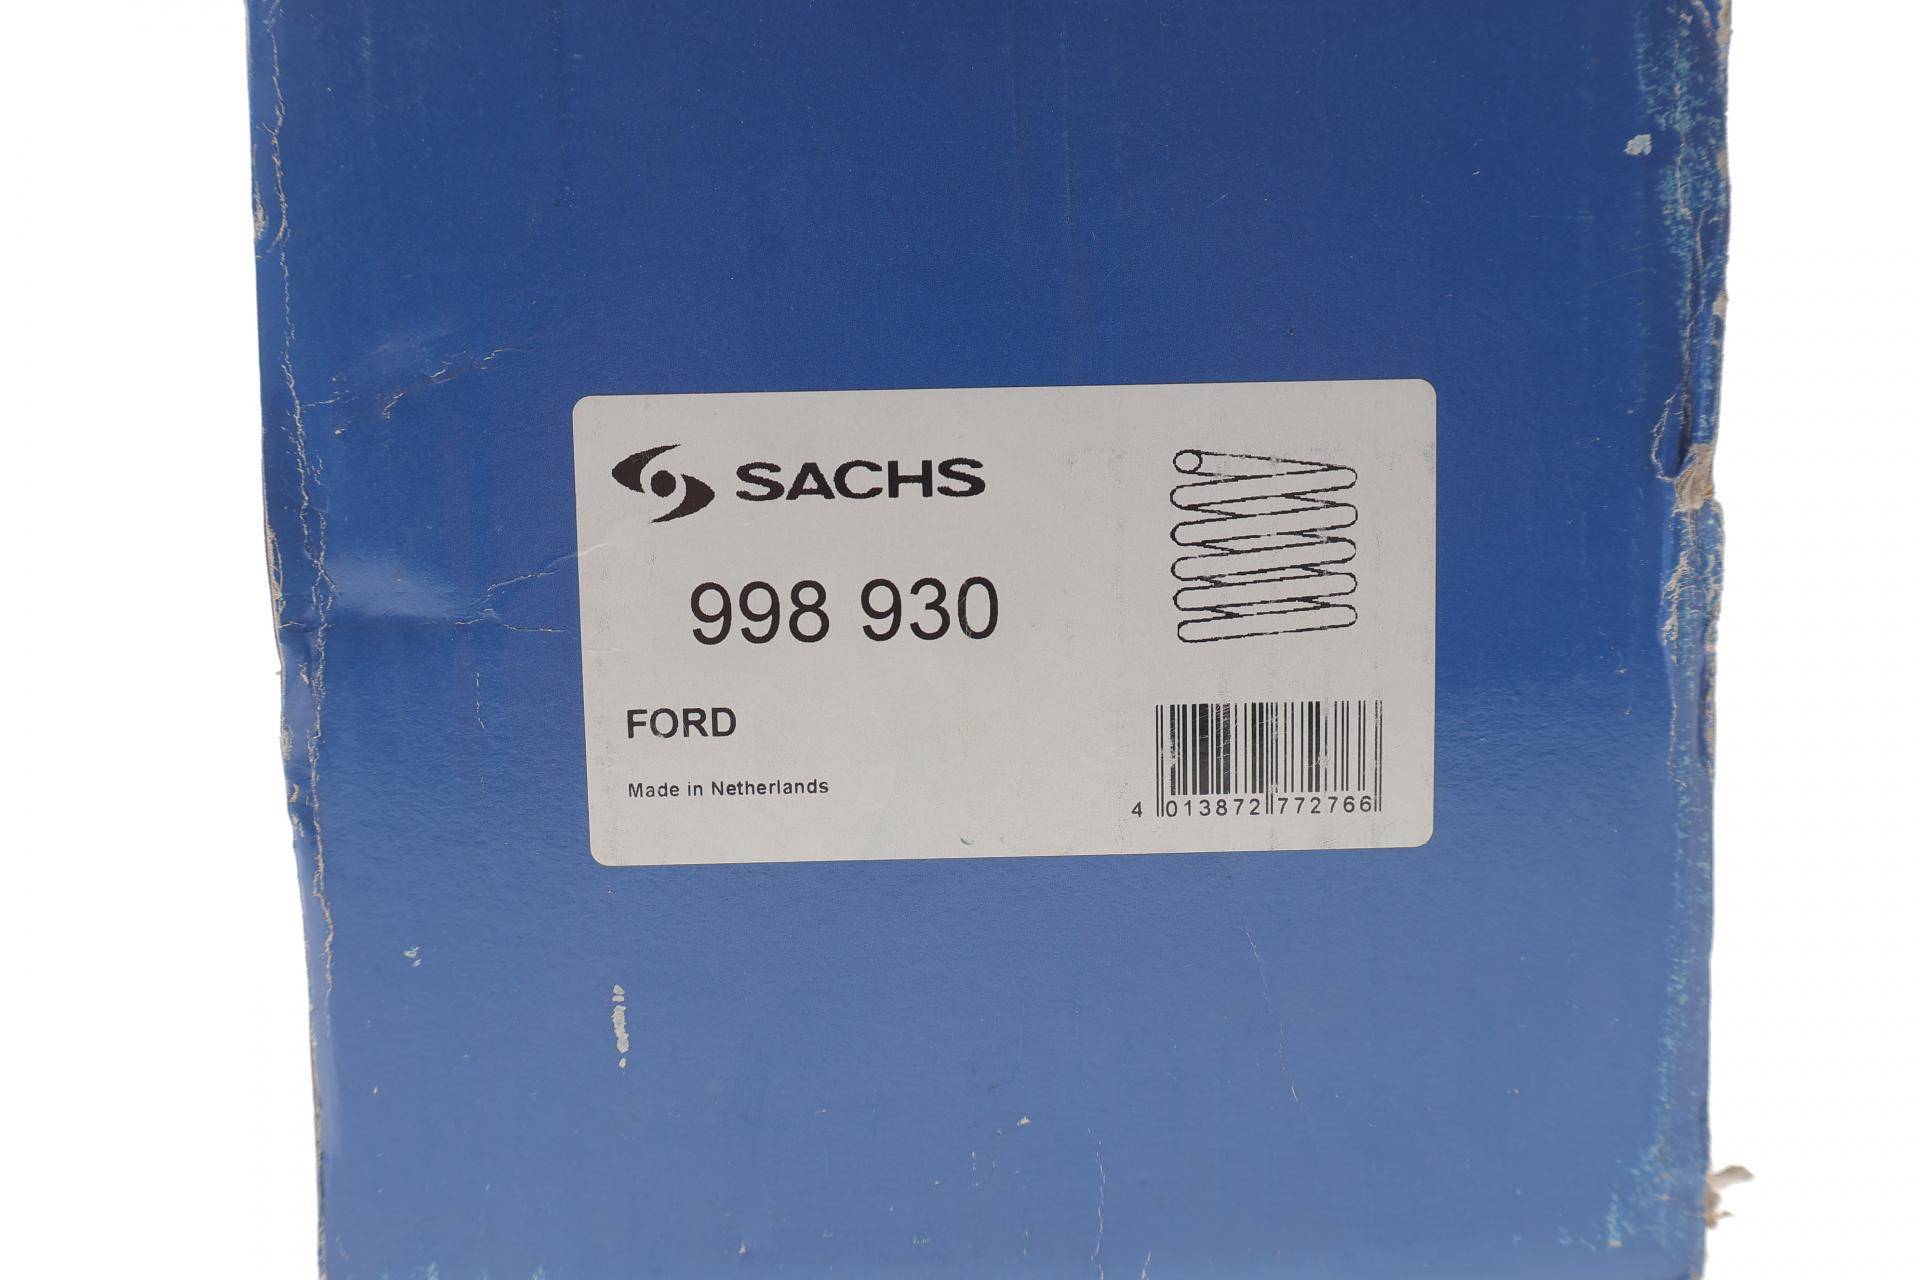 SACHS
998 930
FORD
Made in Netherlands
4 013872 772766